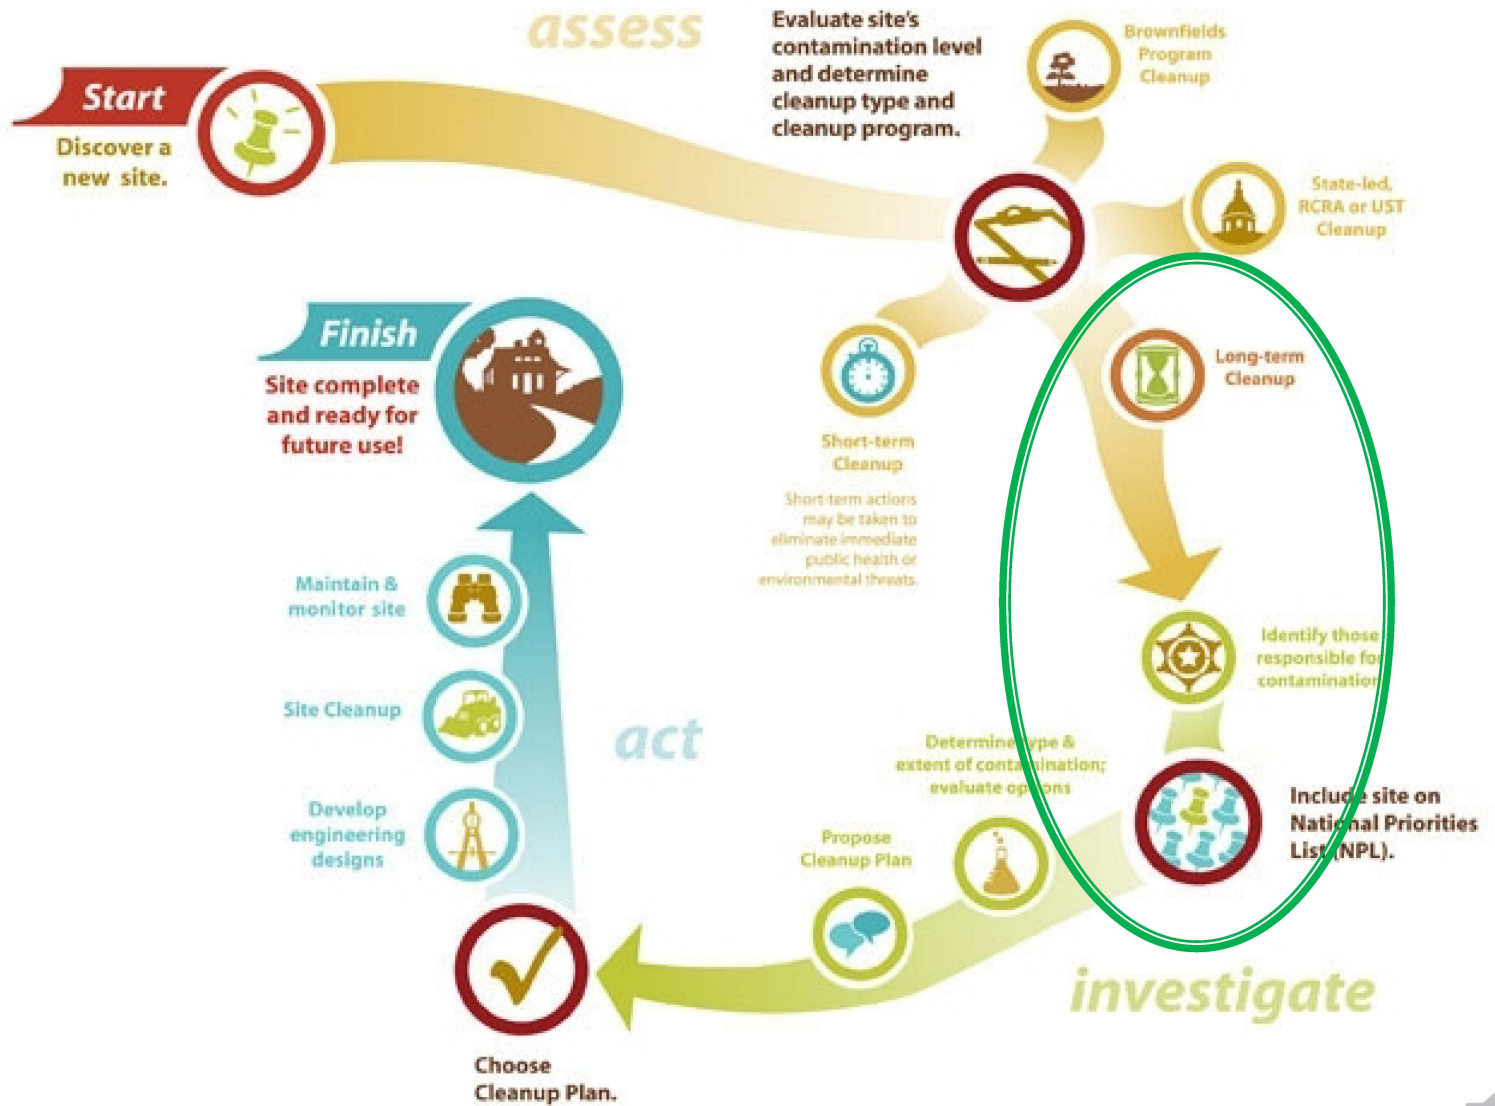 assess
Start
Discover a
new site.
Evaluate site's
contamination level
and determine
cleanup type and
cleanup program.
Brownfields
Program
Cleanup
State-led,
RCRA or UST
Cleanup
Long-term
Cleanup
Short-term
Cleanup
Short-term actions
may be taken to
eliminate immediate
public health or
environmental threats.
Identify those
responsible for
contamination
Include site on
National Priorities
List (NPL).
investigate
Determine type &
extent of contamination;
evaluate options
Propose
Cleanup Plan
Choose
Cleanup Plan.
act
Develop
engineering
designs
Site Cleanup
Maintain &
monitor site
Finish
Site complete
and ready for
future use!